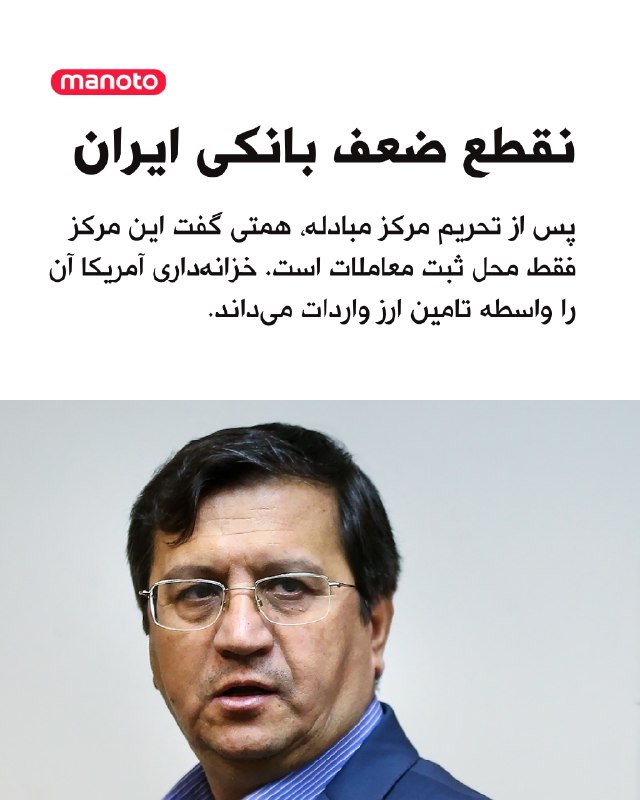 manoto
نقطع ضعف بانکی ایران
پس از تحریم مرکز مبادله، همتی گفت این مرکز
فقط محل ثبت معاملات است. خزانه‌داری آمریکا آن
را واسطه تامین ارز واردات می‌داند.